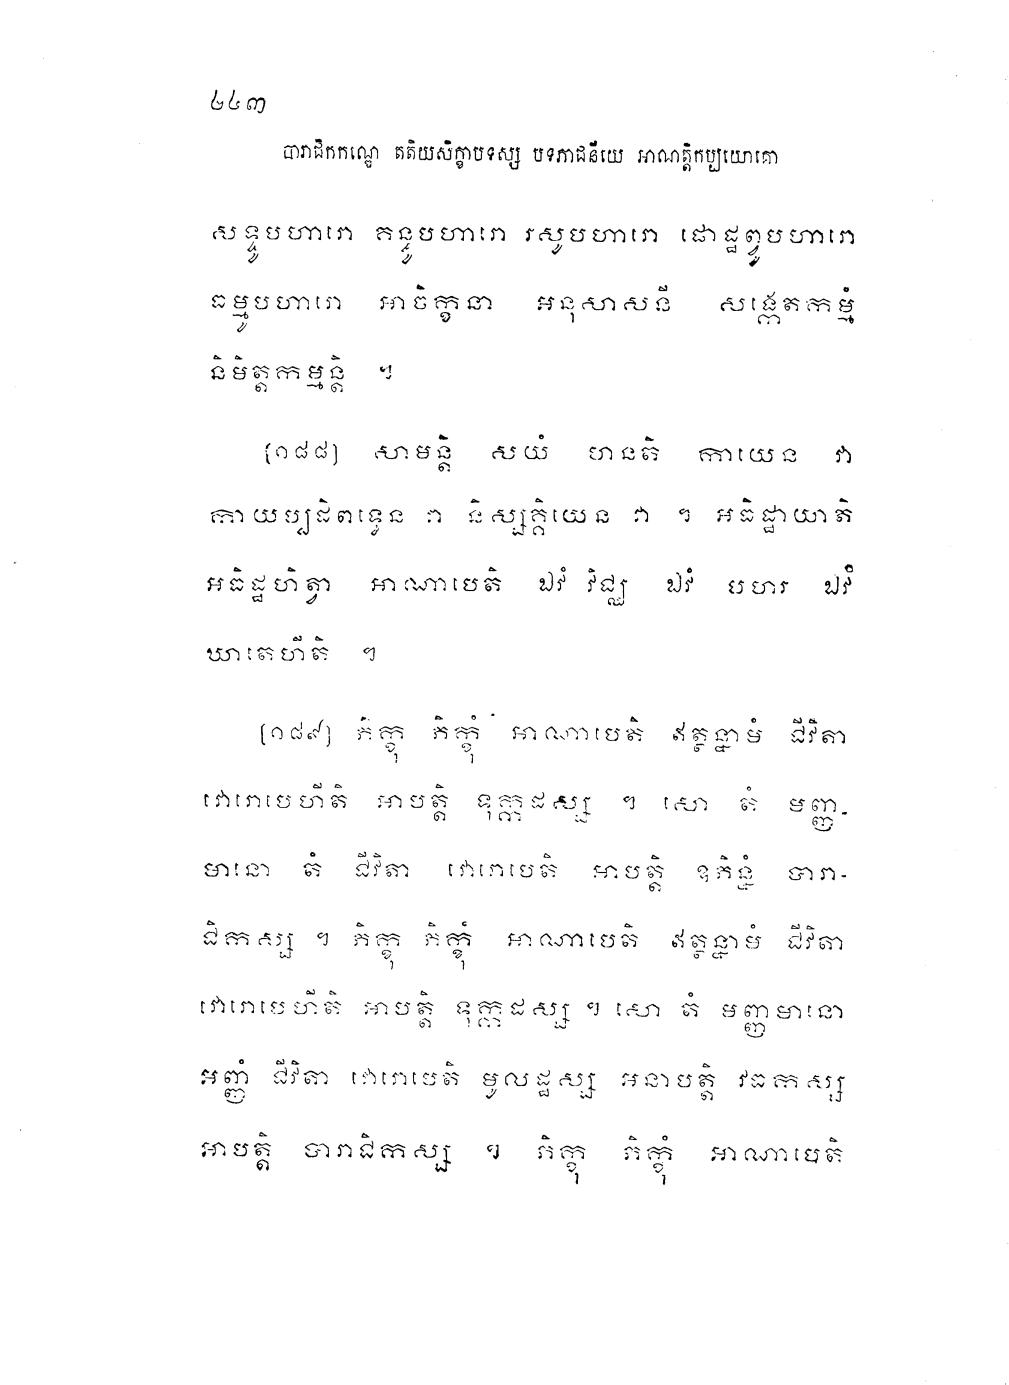 ៤៤៣
បារាជិកកណ្ឌេ តតិយសិក្ខាបទស្ស បទភាជនីយេ អាណត្តិកប្បយោគោ
សទ្ទូបហារោ គន្ធូបហារោ រសូបហារោ ផោដ្ឋព្វូបហារោ
ធម្មូបហារោ អាចិក្ខនា អនុសាសនី សង្កេតកម្មំ
និមិត្តកម្មន្តិ ។
[១៨៨] សាមន្តិ សយំ ហនតិ កាយេន វា
កាយប្បដិពទ្ធេន វា និស្សគ្គិយេន វា ។ អធិដ្ឋាយាតិ
អធិដ្ឋហិត្វា អាណាបេតិ ឯវំ វិជ្ឈ ឯវំ បហរ ឯវំ
ឃាតេហីតិ ។
[១៨៩] ភិក្ខុ ភិក្ខុំ អាណាបេតិ ឥត្ថន្នាមំ ជីវិតា
វោរោបេហីតិ អាបត្តិ ទុក្កដស្ស ។ សោ តំ មញ្ញ-
មានោ តំ ជីវិតា វោរោបេតិ អាបត្តិ ឧភិន្នំ បារា-
ជិកស្ស ។ ភិក្ខុ ភិក្ខុំ អាណាបេតិ ឥត្ថន្នាមំ ជីវិតា
វោរោបេហីតិ អាបត្តិ ទុក្កដស្ស ។ សោ តំ មញ្ញមានោ
អញ្ញំ ជីវិតា វោរោបេតិ មូលដ្ឋស្ស អនាបត្តិ វធកស្ស
អាបត្តិ បារាជិកស្ស ។ ភិក្ខុ ភិក្ខុំ អាណាបេតិ